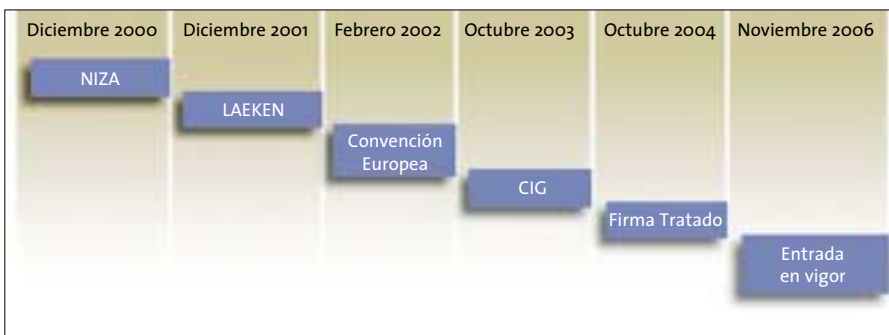 Diciembre 2000 Diciembre 2001 Febrero 2002 Octubre 2003 Octubre 2004 Noviembre 2006
NIZA
LAEKEN
Convención
Europea
CIG
Firma Tratado
Entrada
en vigor